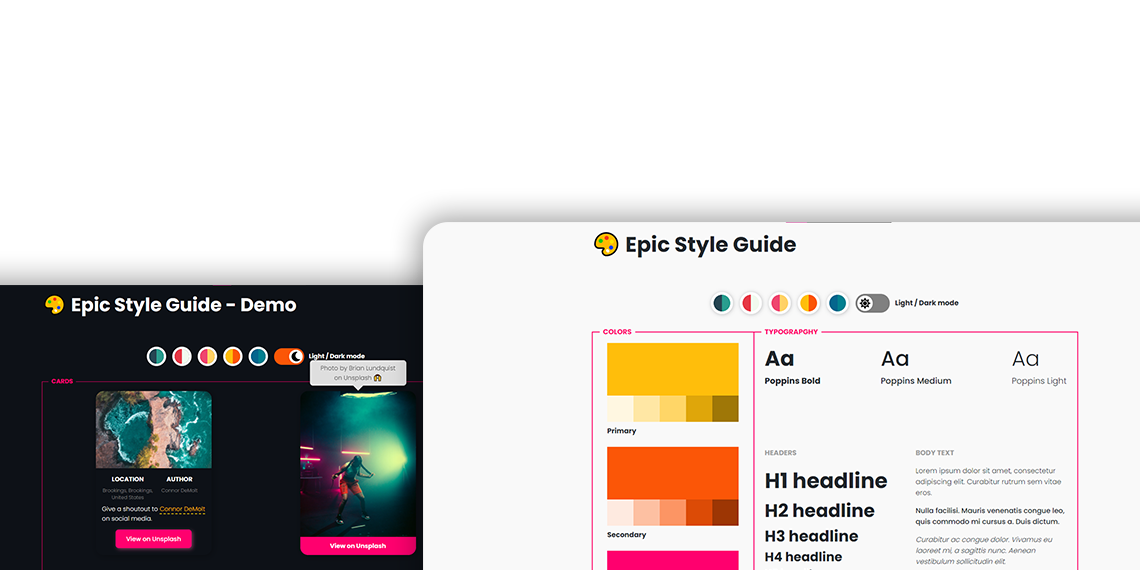 Epic Style Guide - Demo
Light / Dark mode
Photo by Brian Lundquist
on Unsplash
CARDS
LOCATION
AUTHOR
Brookings, Brookings,
United States
Connor DeMott
Give a shoutout to Connor DeMolt
on social media.
View on Unsplash
View on Unsplash
Epic Style Guide
Light / Dark mode
COLORS
Primary
Secondary
TYPOGRAPGHY
Aa
Poppins Bold
Aa
Poppins Medium
Aa
Poppins Light
HEADERS
H1 headline
H2 headline
H3 headline
H4 headline
BODY TEXT
Lorem ipsum dolor sit amet, consectetur
adipiscing elit. Curabitur rutrum sem vitae
eros.
Nulla facilisi. Mauris venenatis congue leo,
quis commodo mi cursus a. Duis dictum.
Curabitur ac congue dolor. Vivamus eu
laoreet mi, a sagittis nunc. Aenean
vestibulum sollicitudin elit